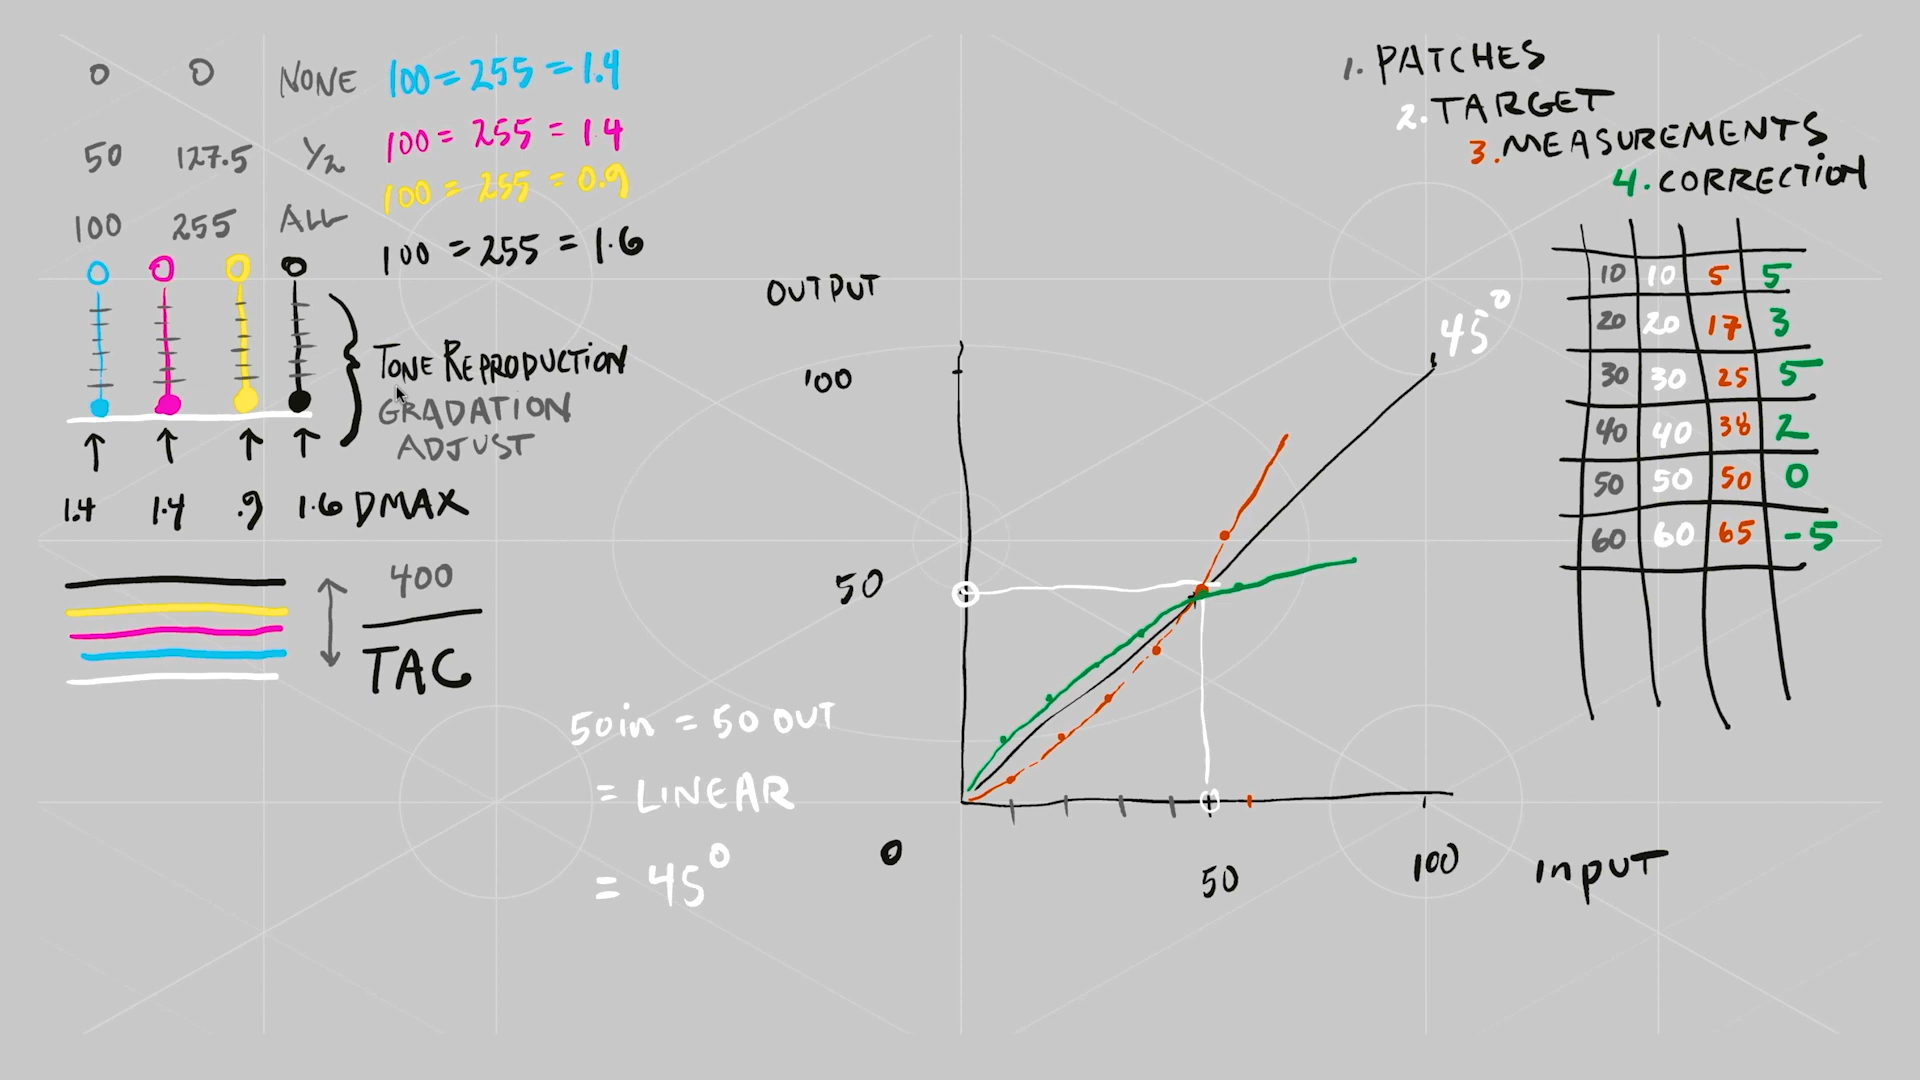 0 0 NONE
50 127.5 1/2
100 255 ALL
100 = 255 = 1.4
100 = 255 = 1.4
100 = 255 = 0.9
100 = 255 = 1.6
TONE REPRODUCTION
GRADATION
ADJUST
1.4 1.4 .9 1.6 DMAX
400
TAC
50in = 50 OUT
= LINEAR
= 45°
OUTPUT
100
50
0
50
100
INPUT
45°
1. PATCHES
2. TARGET
3. MEASUREMENTS
4. CORRECTION
10 10 5 5
20 20 17 3
30 30 25 5
40 40 38 2
50 50 50 0
60 60 65 -5